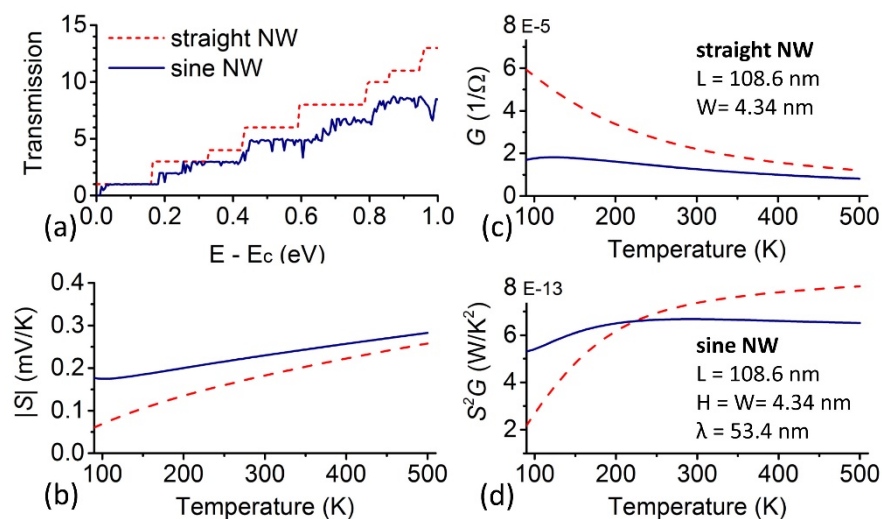 15
10
5
0
Transmission
straight NW
sine NW
0.0 0.2 0.4 0.6 0.8 1.0
(a)
E - Ec (eV)
E-5
8
6
4
2
0
G (1/Ω)
straight NW
L = 108.6 nm
W= 4.34 nm
100 200 300 400 500
(c)
Temperature (K)
0.4
0.3
0.2
0.1
0.0
|S| (mV/K)
100 200 300 400 500
(b)
Temperature (K)
E-13
8
6
4
2
S²G (W/K²)
sine NW
L = 108.6 nm
H = W= 4.34 nm
λ = 53.4 nm
100 200 300 400 500
(d)
Temperature (K)